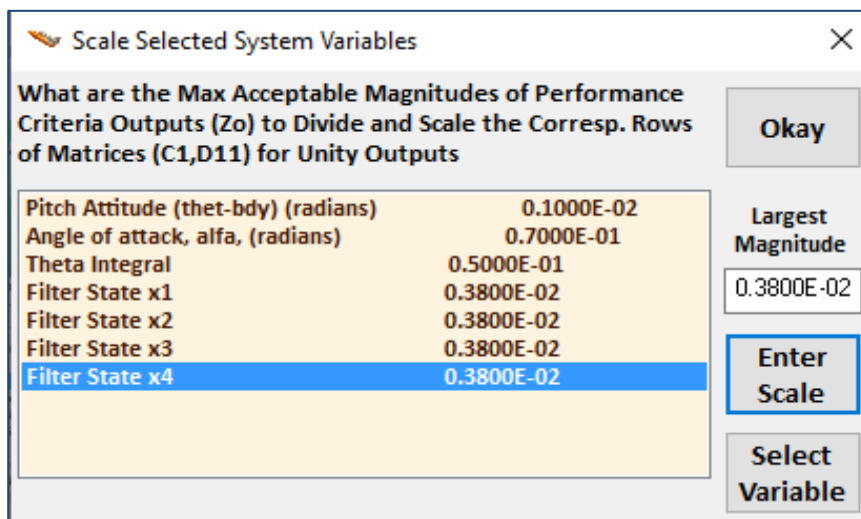 Scale Selected System Variables
What are the Max Acceptable Magnitudes of Performance
Criteria Outputs (Zo) to Divide and Scale the Corresp. Rows
of Matrices (C1,D11) for Unity Outputs
Okay
Pitch Attitude (thet-bdy) (radians) 0.1000E-02
Angle of attack, alfa, (radians) 0.7000E-01
Theta Integral 0.5000E-01
Filter State x1 0.3800E-02
Filter State x2 0.3800E-02
Filter State x3 0.3800E-02
Filter State x4 0.3800E-02
Largest
Magnitude
0.3800E-02
Enter
Scale
Select
Variable